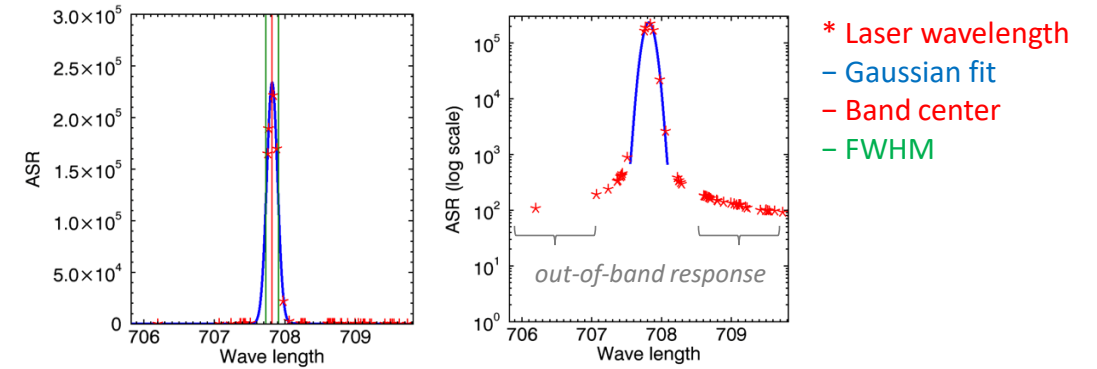 3.0×10⁵
2.5×10⁵
2.0×10⁵
1.5×10⁵
1.0×10⁵
5.0×10⁴
0
ASR
706 707 708 709
Wave length
10⁵
10⁴
10³
10²
10¹
10⁰
ASR (log scale)
out-of-band response
706 707 708 709
Wave length
* Laser wavelength
− Gaussian fit
− Band center
− FWHM